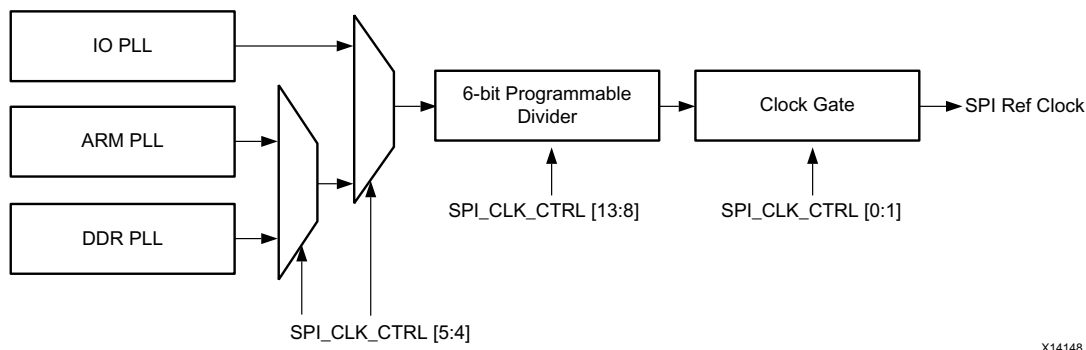 IO PLL
ARM PLL
DDR PLL
6-bit Programmable
Divider
Clock Gate
SPI Ref Clock
SPI_CLK_CTRL [13:8]
SPI_CLK_CTRL [0:1]
SPI_CLK_CTRL [5:4]
X14148